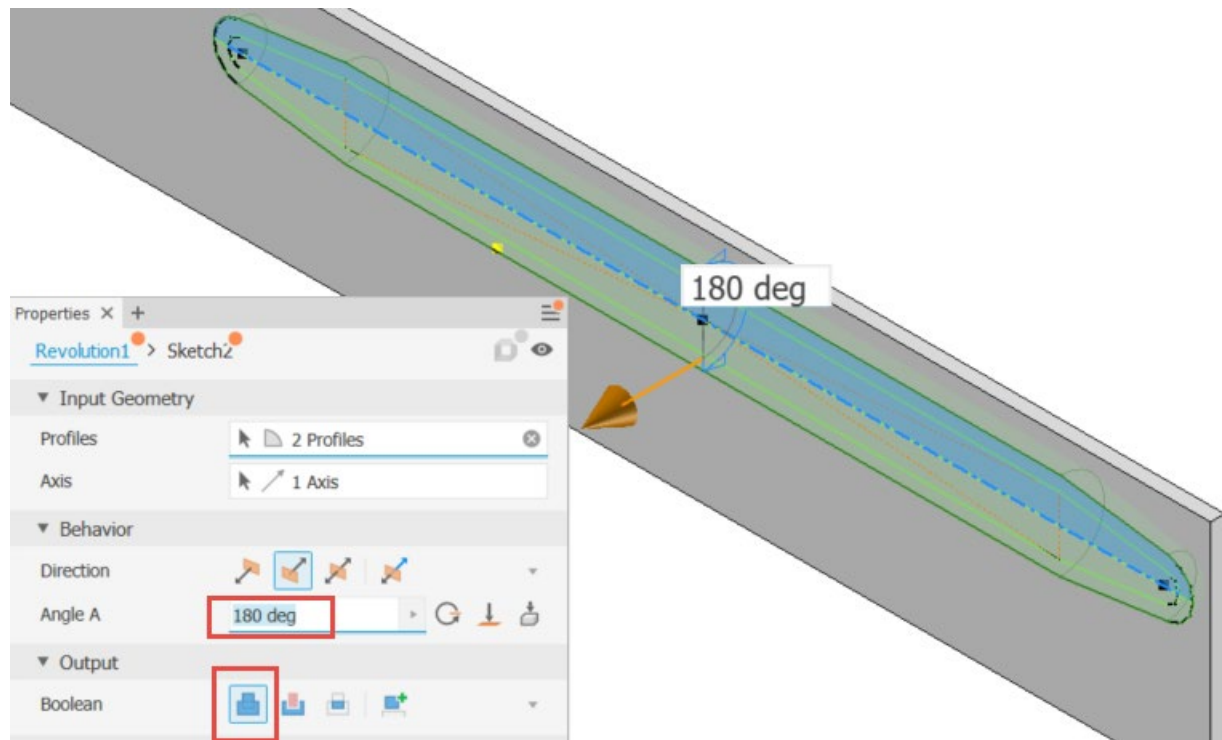 180 deg
Properties × +
Revolution1 > Sketch2
Input Geometry
Profiles 2 Profiles
Axis 1 Axis
Behavior
Direction
Angle A 180 deg
Output
Boolean